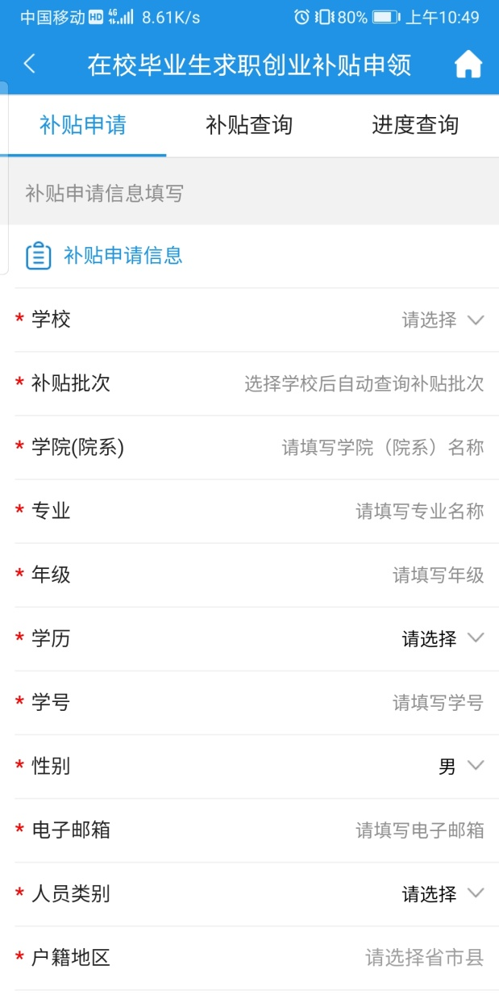 中国移动 HD 4G 8.61K/s 80% 上午10:49
在校毕业生求职创业补贴申领
补贴申请 补贴查询 进度查询
补贴申请信息填写
补贴申请信息
* 学校 请选择
* 补贴批次 选择学校后自动查询补贴批次
* 学院(院系) 请填写学院（院系）名称
* 专业 请填写专业名称
* 年级 请填写年级
* 学历 请选择
* 学号 请填写学号
* 性别 男
* 电子邮箱 请填写电子邮箱
* 人员类别 请选择
* 户籍地区 请选择省市县